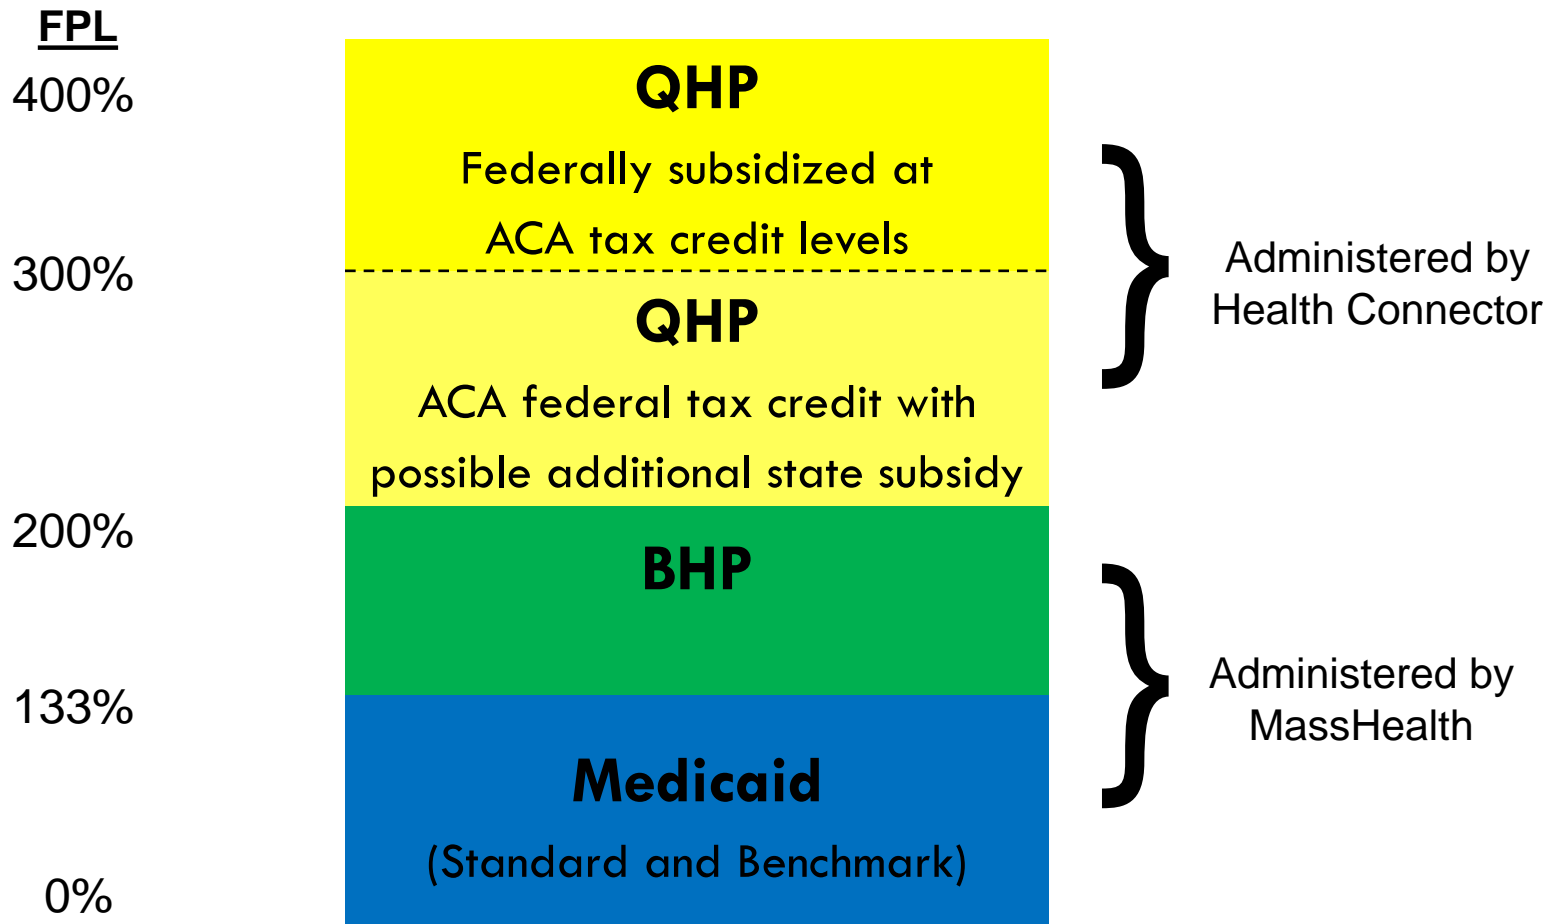 FPL
400%
QHP
Federally subsidized at
ACA tax credit levels
300%
QHP
ACA federal tax credit with
possible additional state subsidy
Administered by
Health Connector
200%
BHP
133%
Medicaid
(Standard and Benchmark)
0%
Administered by
MassHealth